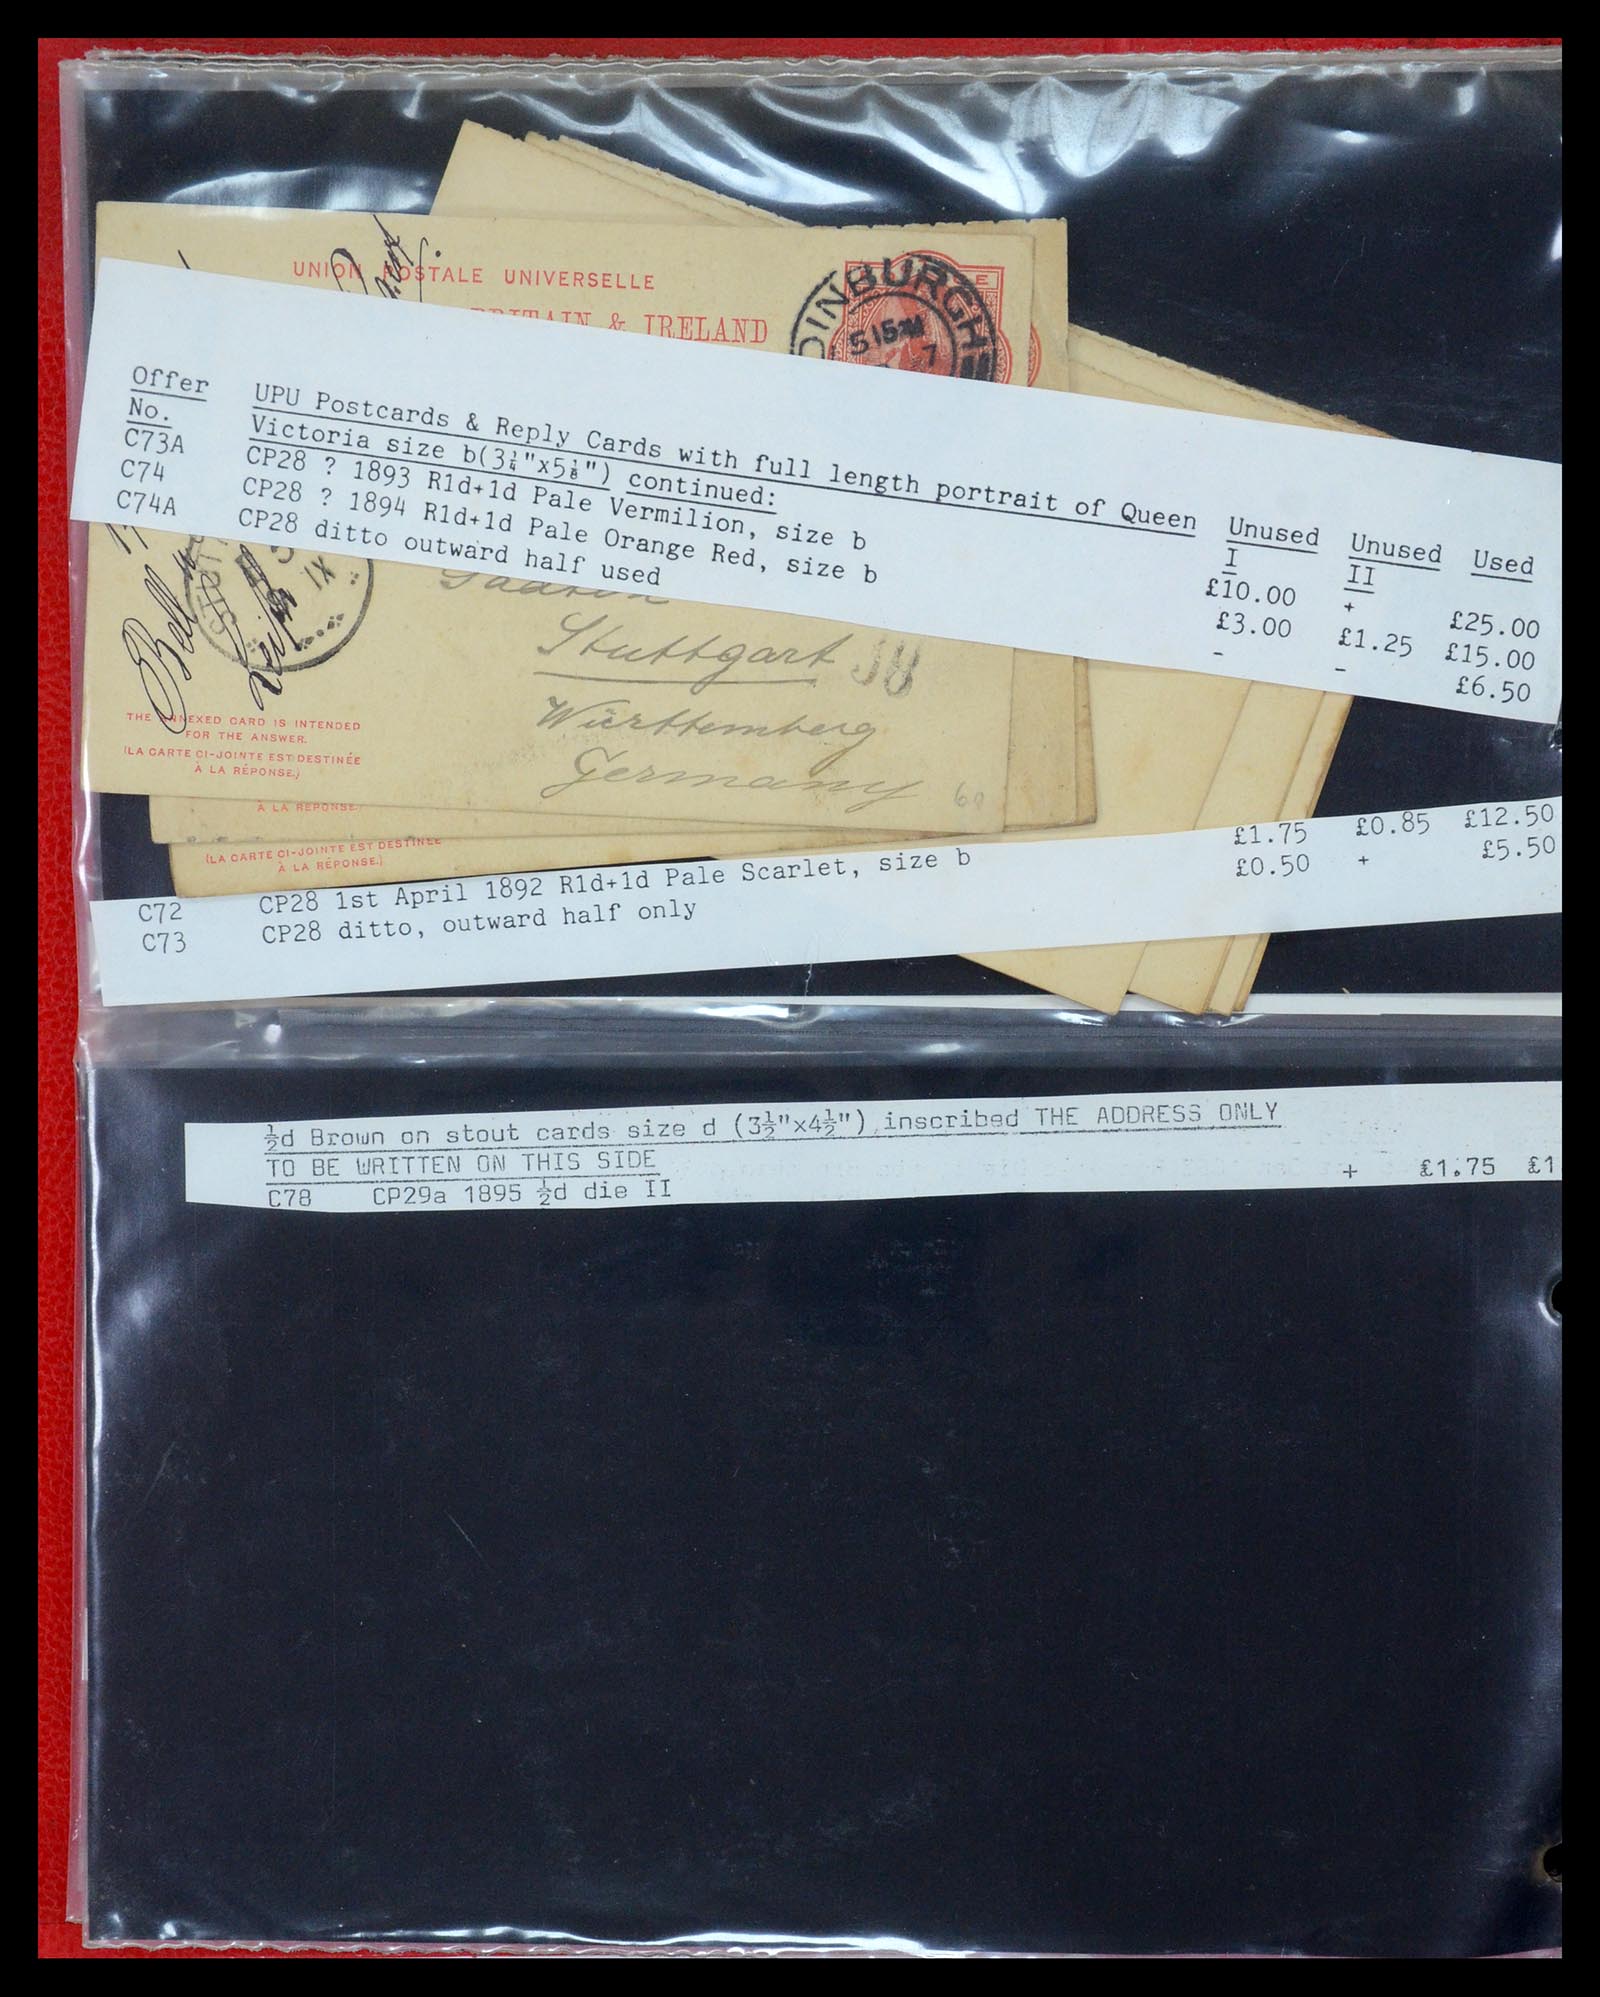 UNION POSTALE UNIVERSELLE
BRITAIN & IRELAND
EDINBURGH
515AM
7
Offer
No. UPU Postcards & Reply Cards with full length portrait of Queen Unused Unused Used
Victoria size b(3¼"x5⅛") continued: I II
C73A CP28 ? 1893 R1d+1d Pale Vermilion, size b £10.00 + £25.00
C74 CP28 ? 1894 R1d+1d Pale Orange Red, size b £3.00 £1.25 £15.00
C74A CP28 ditto outward half used - - £6.50
Stuttgart
Württemberg
Germany
THE ANNEXED CARD IS INTENDED
FOR THE ANSWER.
(LA CARTE CI-JOINTE EST DESTINÉE
À LA RÉPONSE.)
À LA RÉPONSE.
(LA CARTE CI-JOINTE EST DESTINÉE
À LA RÉPONSE.)
C72 CP28 1st April 1892 R1d+1d Pale Scarlet, size b £1.75 £0.85 £12.50
C73 CP28 ditto, outward half only £0.50 + £5.50
½d Brown on stout cards size d (3½"x4½") inscribed THE ADDRESS ONLY
TO BE WRITTEN ON THIS SIDE
C78 CP29a 1895 ½d die II + £1.75 £1